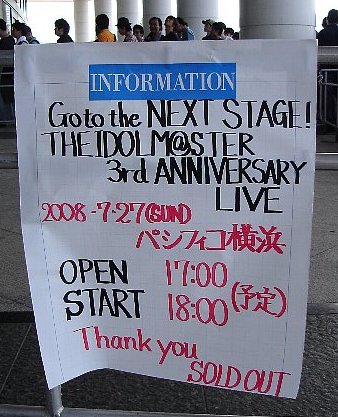 INFORMATION
Go to the NEXT STAGE!
THE IDOLM@STER
3rd ANNIVERSARY
LIVE
2008-7-27(SUN)
パシフィコ横浜
OPEN 17:00
START 18:00 (予定)
Thank you
SOLD OUT